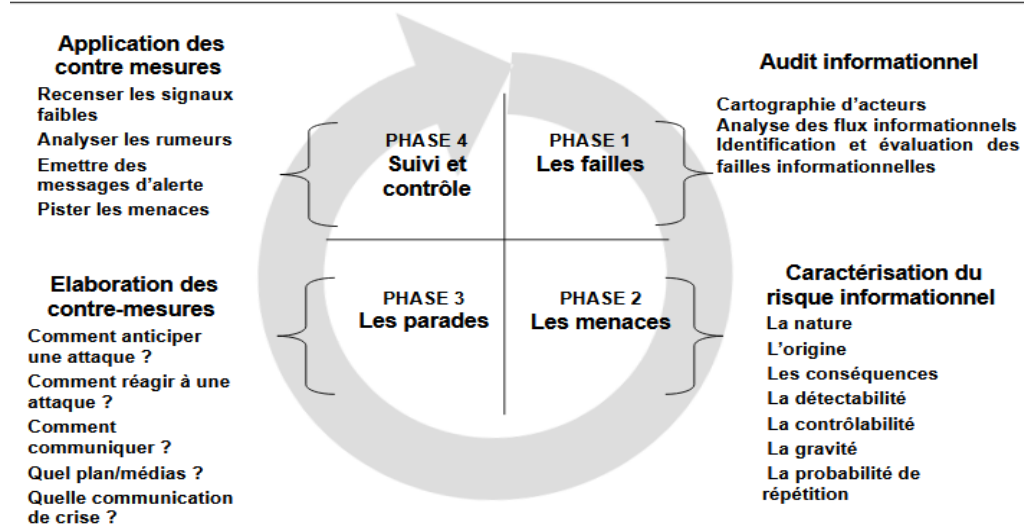 Application des
contre mesures
Recenser les signaux
faibles
Analyser les rumeurs
Emettre des
messages d'alerte
Pister les menaces
PHASE 4
Suivi et
contrôle
PHASE 1
Les failles
Audit informationnel
Cartographie d'acteurs
Analyse des flux informationnels
Identification et évaluation des
failles informationnelles
Elaboration des
contre-mesures
Comment anticiper
une attaque ?
Comment réagir à une
attaque ?
Comment
communiquer ?
Quel plan/médias ?
Quelle communication
de crise ?
PHASE 3
Les parades
PHASE 2
Les menaces
Caractérisation du
risque informationnel
La nature
L'origine
Les conséquences
La détectabilité
La contrôlabilité
La gravité
La probabilité de
répétition